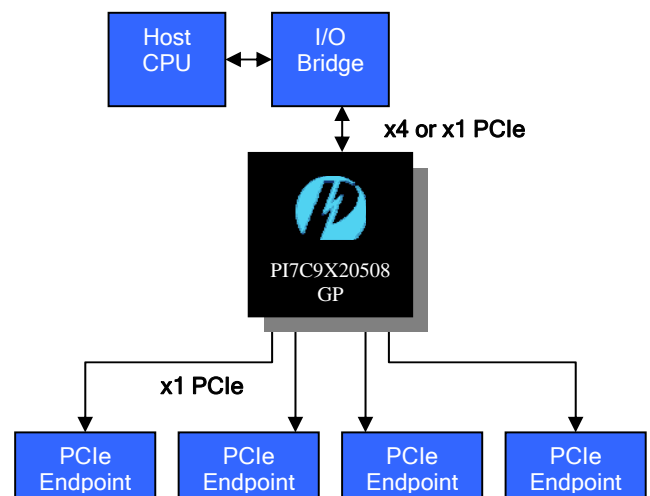 Host
CPU
I/O
Bridge
x4 or x1 PCIe
PI7C9X20508
GP
x1 PCIe
PCIe
Endpoint
PCIe
Endpoint
PCIe
Endpoint
PCIe
Endpoint